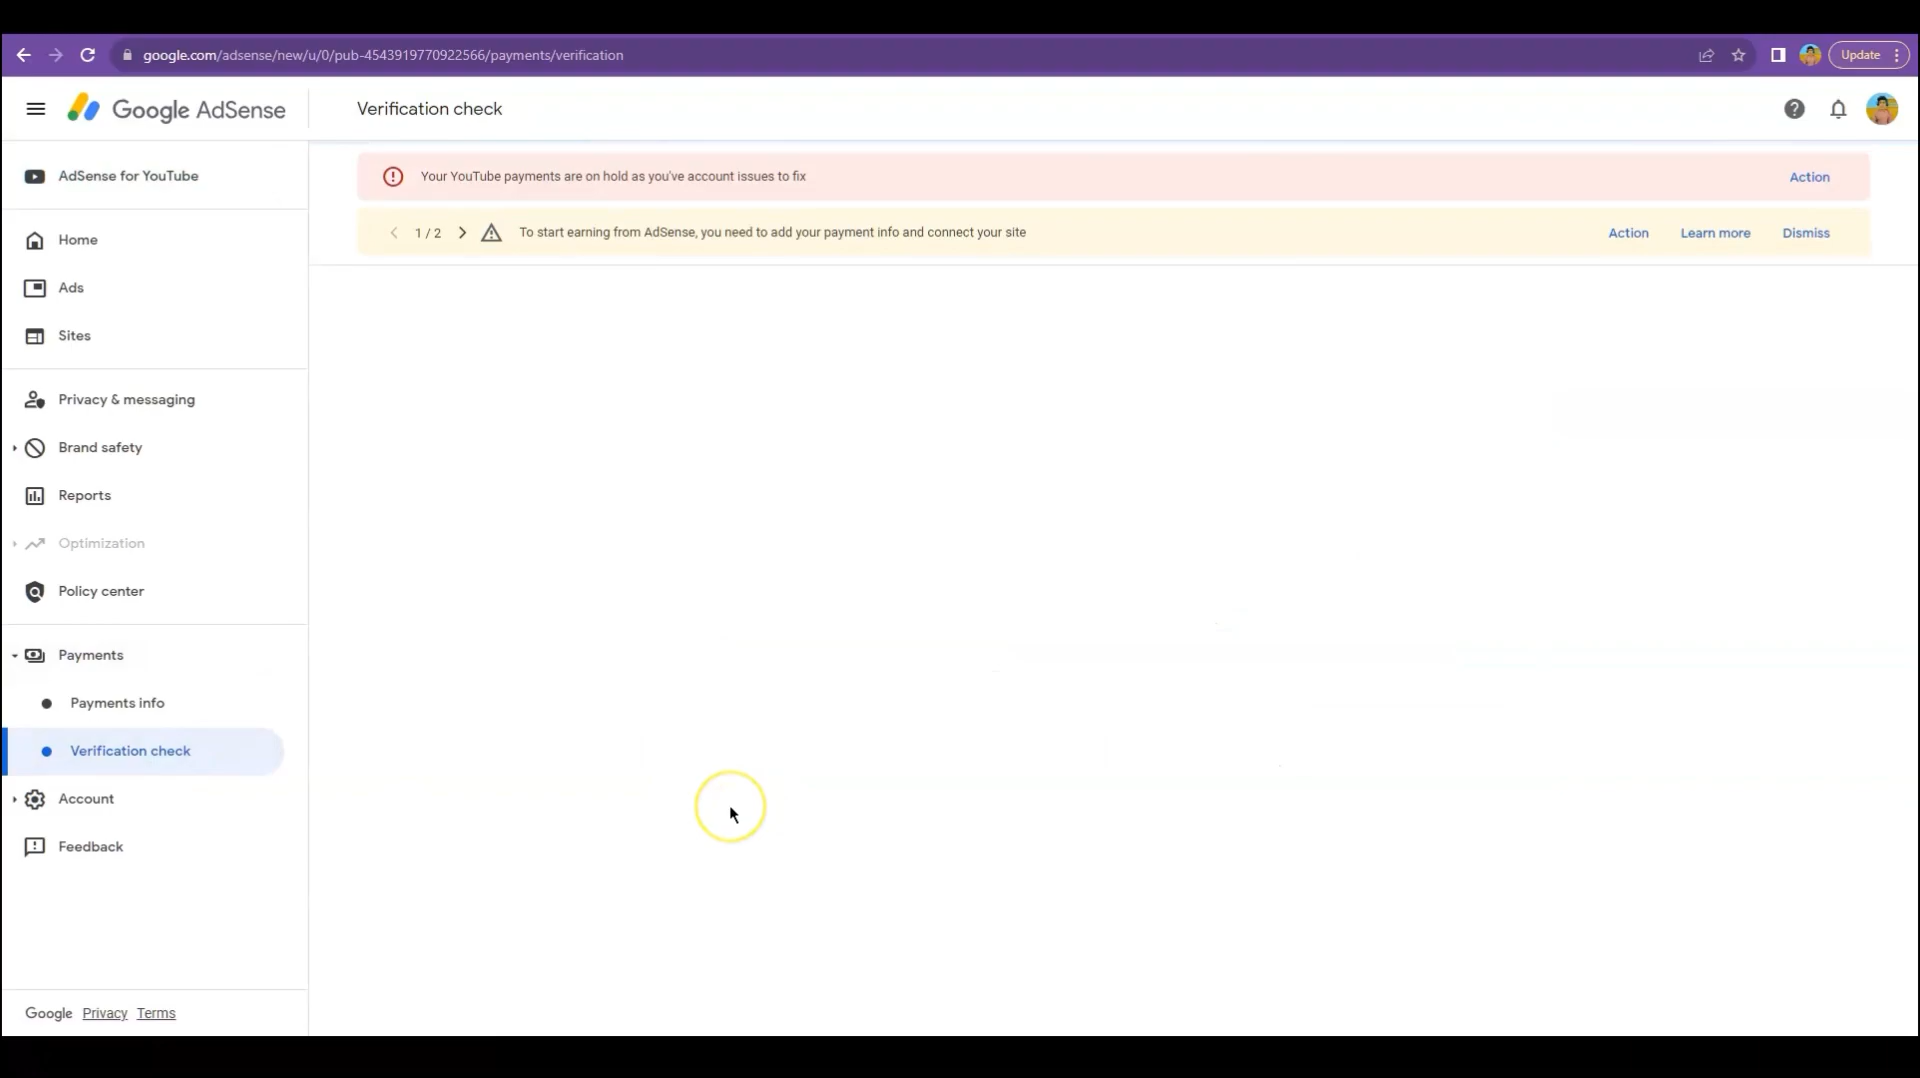 google.com/adsense/new/u/0/pub-4543919770922566/payments/verification
Update
Google AdSense
Verification check
AdSense for YouTube
Your YouTube payments are on hold as you've account issues to fix
Action
1 / 2
To start earning from AdSense, you need to add your payment info and connect your site
Action
Learn more
Dismiss
Home
Ads
Sites
Privacy & messaging
Brand safety
Reports
Optimization
Policy center
Payments
Payments info
Verification check
Account
Feedback
Google Privacy Terms